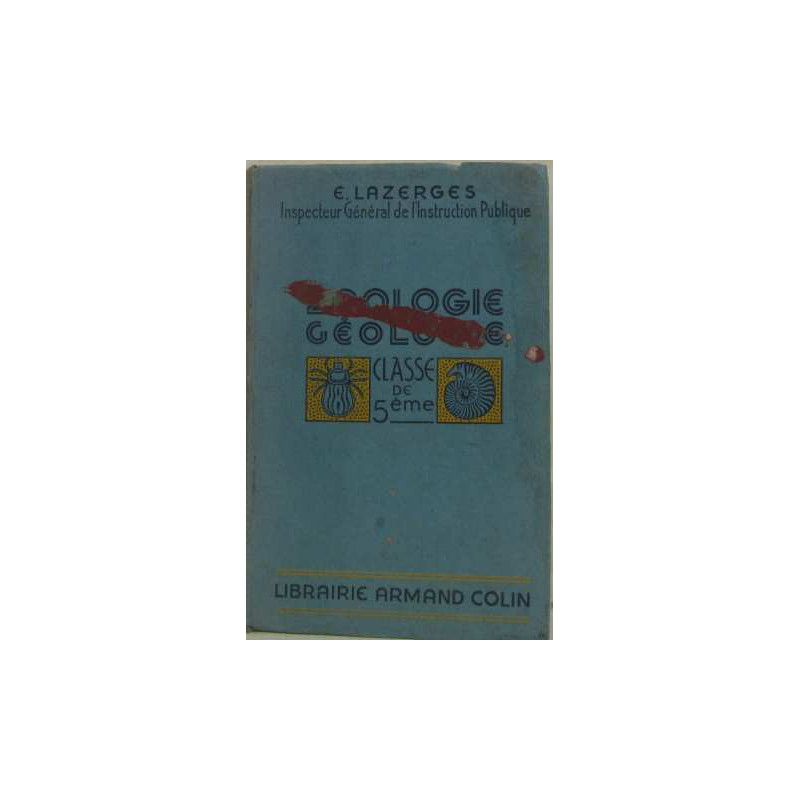 E. LAZERGES
Inspecteur Général de l'Instruction Publique
ZOOLOGIE
GÉOLOGIE
CLASSE
DE
5ème
LIBRAIRIE ARMAND COLIN